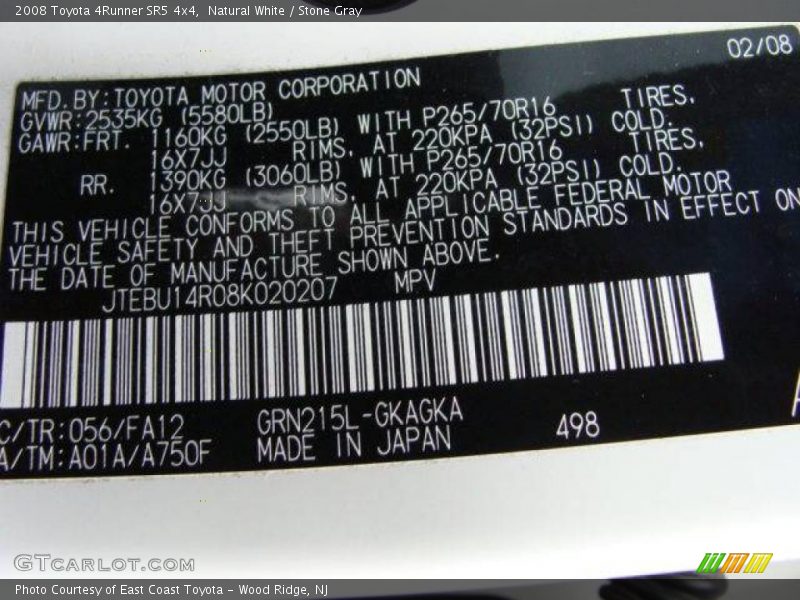 2008 Toyota 4Runner SR5 4x4, Natural White / Stone Gray
02/08
MFD.BY:TOYOTA MOTOR CORPORATION
GVWR:2535KG (5580LB)
GAWR:FRT. 1160KG (2550LB) WITH P265/70R16 TIRES,
16X7JJ RIMS, AT 220KPA (32PSI) COLD.
RR. 1390KG (3060LB) WITH P265/70R16 TIRES,
16X7JJ RIMS, AT 220KPA (32PSI) COLD.
THIS VEHICLE CONFORMS TO ALL APPLICABLE FEDERAL MOTOR
VEHICLE SAFETY AND THEFT PREVENTION STANDARDS IN EFFECT ON
THE DATE OF MANUFACTURE SHOWN ABOVE.
JTEBU14R08K020207 MPV
C/TR:056/FA12 GRN215L-GKAGKA
A/TM:A01A/A750F MADE IN JAPAN 498
GTCARLOT.COM
Photo Courtesy of East Coast Toyota – Wood Ridge, NJ